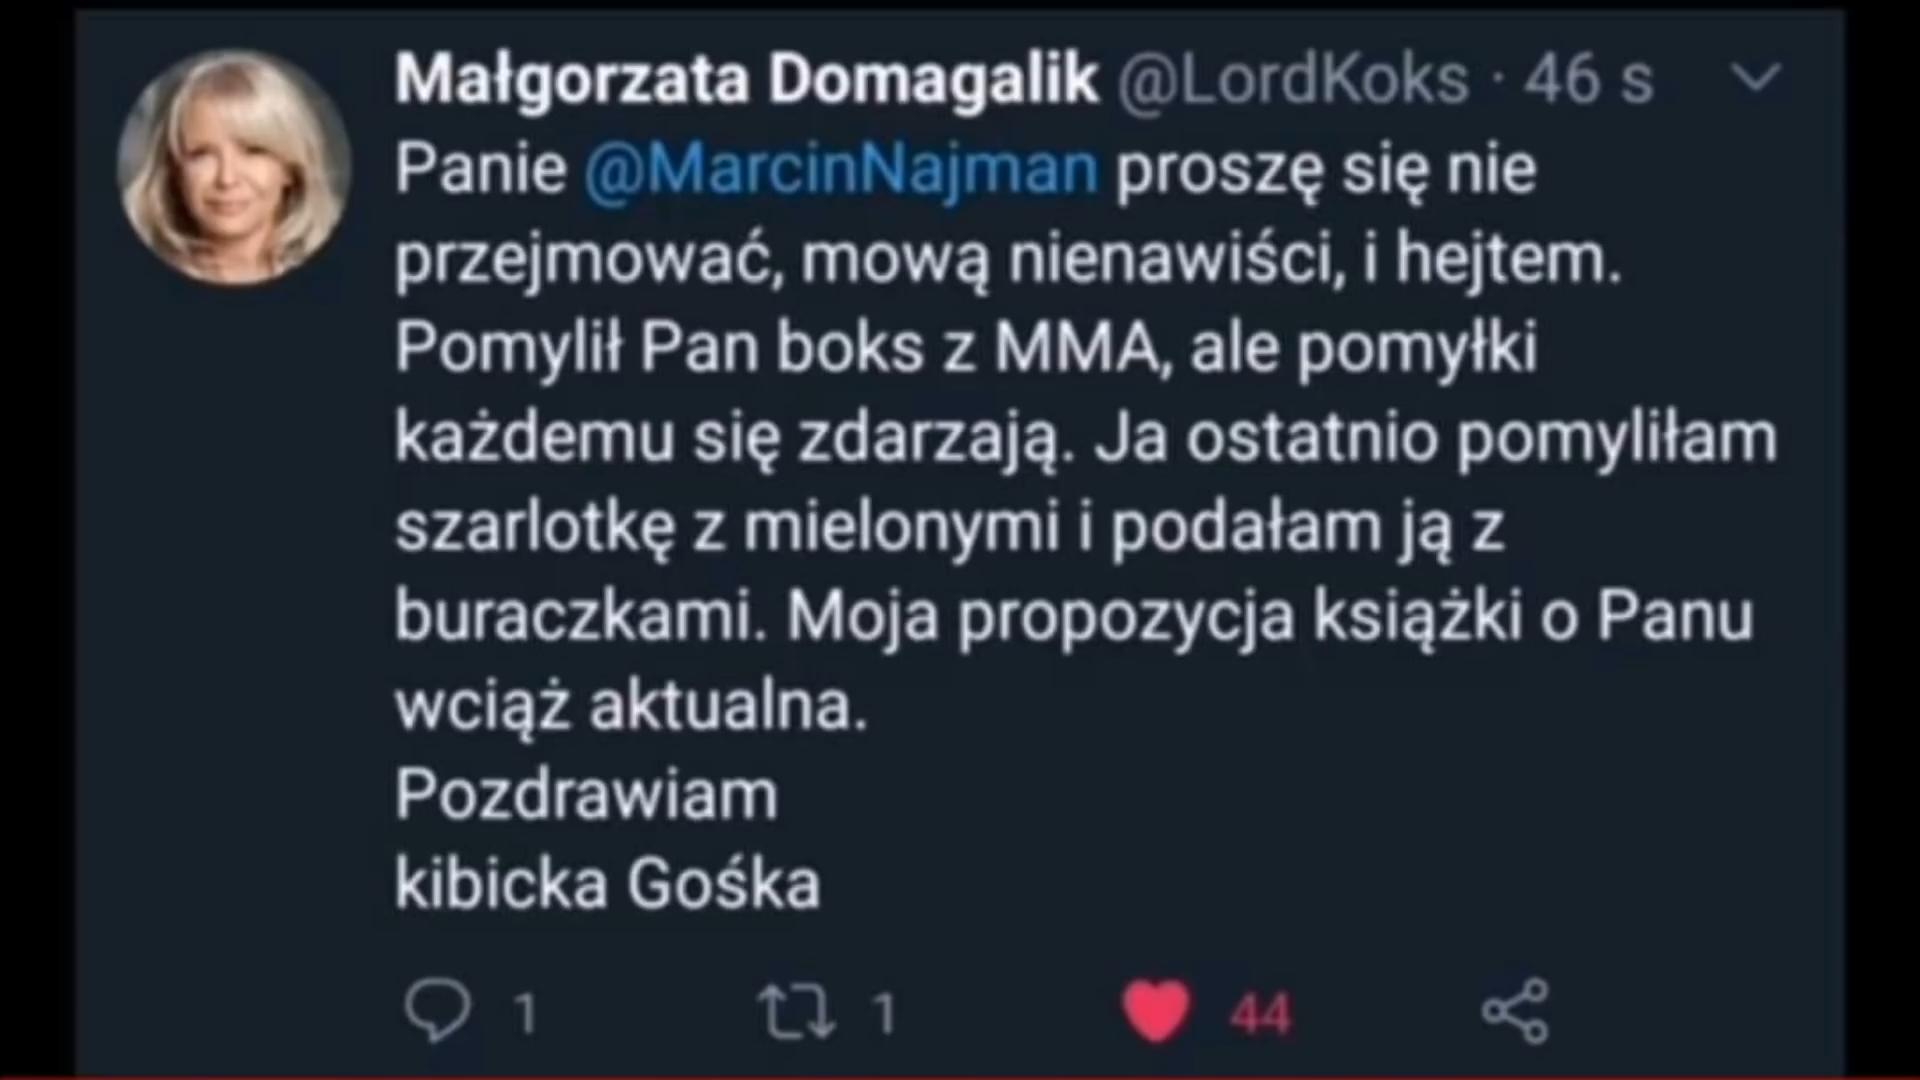 Małgorzata Domagalik @LordKoks · 46 s
Panie @MarcinNajman proszę się nie
przejmować, mową nienawiści, i hejtem.
Pomylił Pan boks z MMA, ale pomyłki
każdemu się zdarzają. Ja ostatnio pomyliłam
szarlotkę z mielonymi i podałam ją z
buraczkami. Moja propozycja książki o Panu
wciąż aktualna.
Pozdrawiam
kibicka Gośka
1 1 44